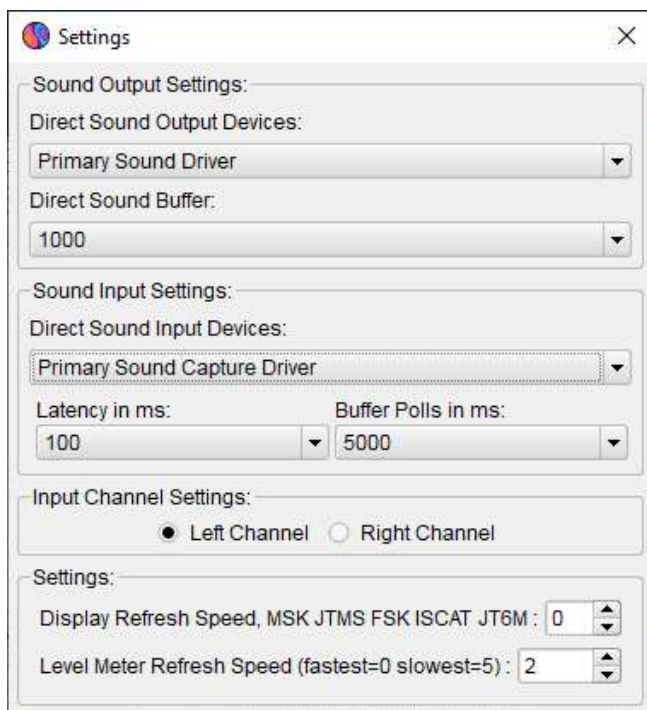 Settings
Sound Output Settings:
Direct Sound Output Devices:
Primary Sound Driver
Direct Sound Buffer:
1000
Sound Input Settings:
Direct Sound Input Devices:
Primary Sound Capture Driver
Latency in ms: Buffer Polls in ms:
100 5000
Input Channel Settings:
Left Channel Right Channel
Settings:
Display Refresh Speed, MSK JTMS FSK ISCAT JT6M : 0
Level Meter Refresh Speed (fastest=0 slowest=5) : 2